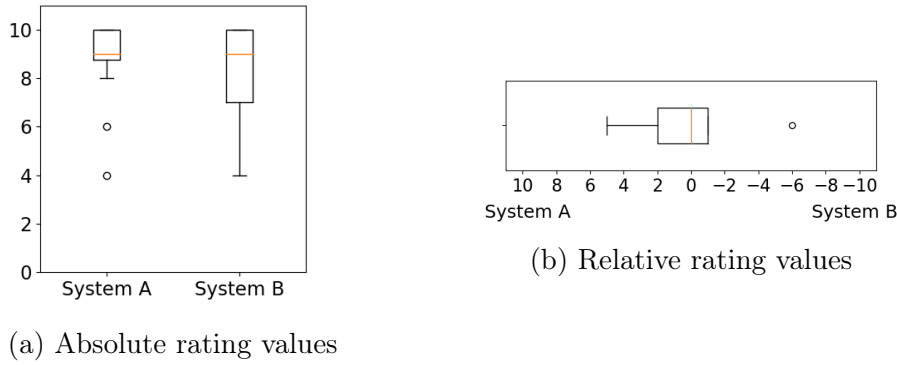 10
8
6
4
2
0
System A System B
(a) Absolute rating values
10 8 6 4 2 0 −2 −4 −6 −8 −10
System A System B
(b) Relative rating values